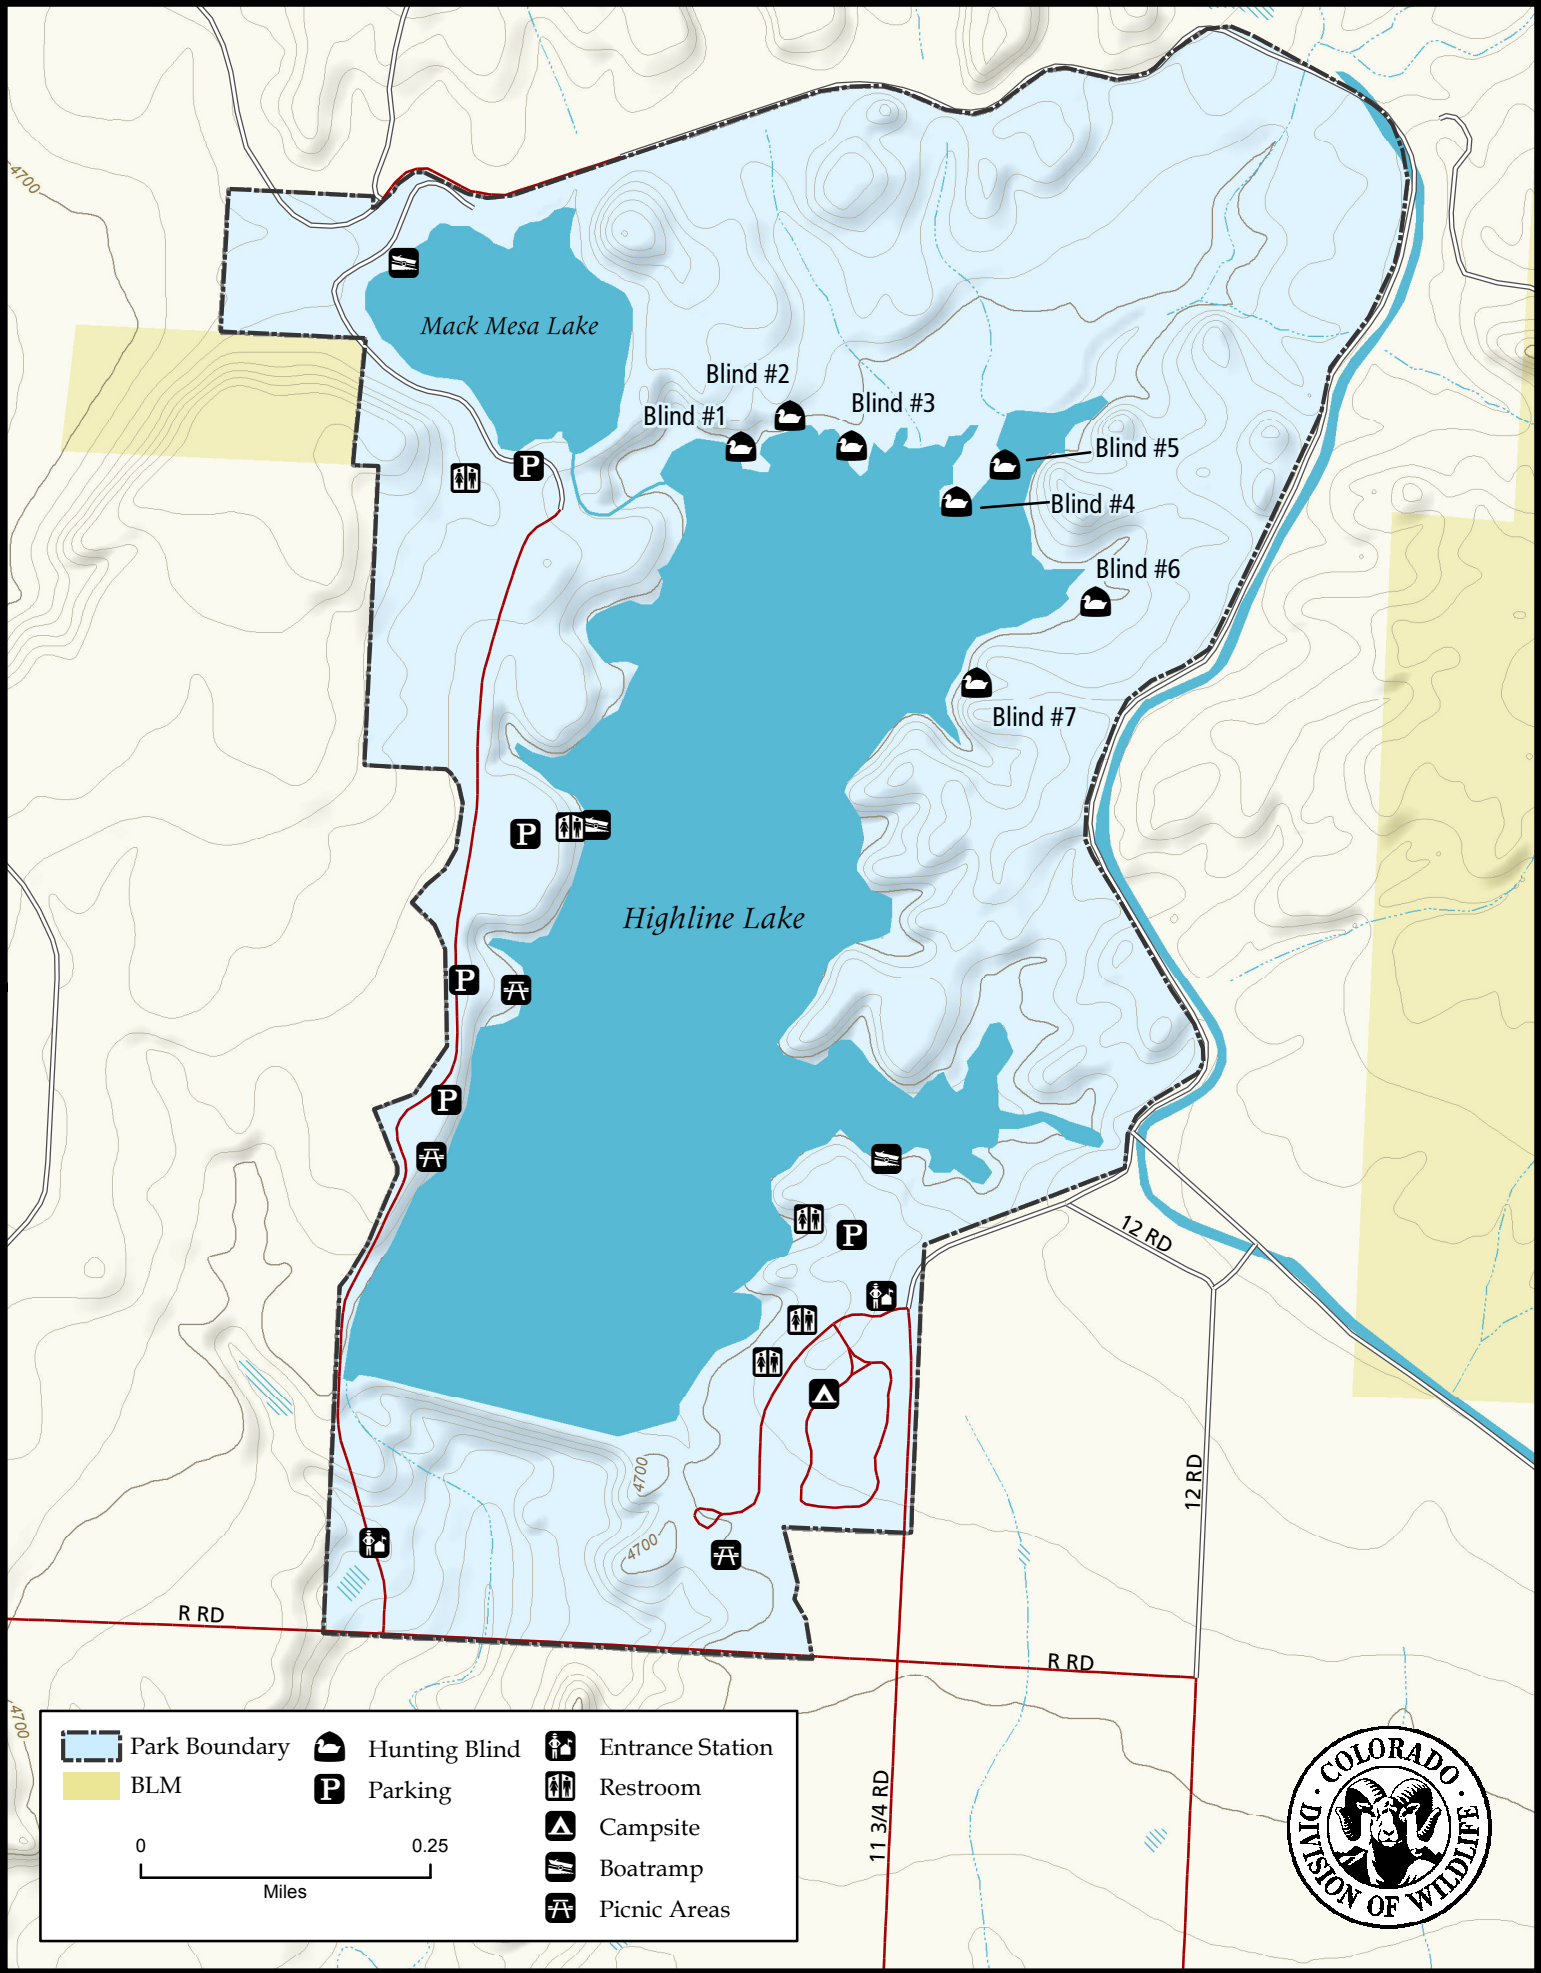 4700
Mack Mesa Lake
Blind #2
Blind #1
Blind #3
Blind #5
Blind #4
Blind #6
Blind #7
P
P
Highline Lake
P
P
P
12 RD
12 RD
4700
4700
R RD
R RD
4700
11 3/4 RD
Park Boundary
BLM
Hunting Blind
P
Parking
Entrance Station
Restroom
Campsite
Boatramp
Picnic Areas
0
0.25
Miles
· COLORADO ·
DIVISION OF WILDLIFE